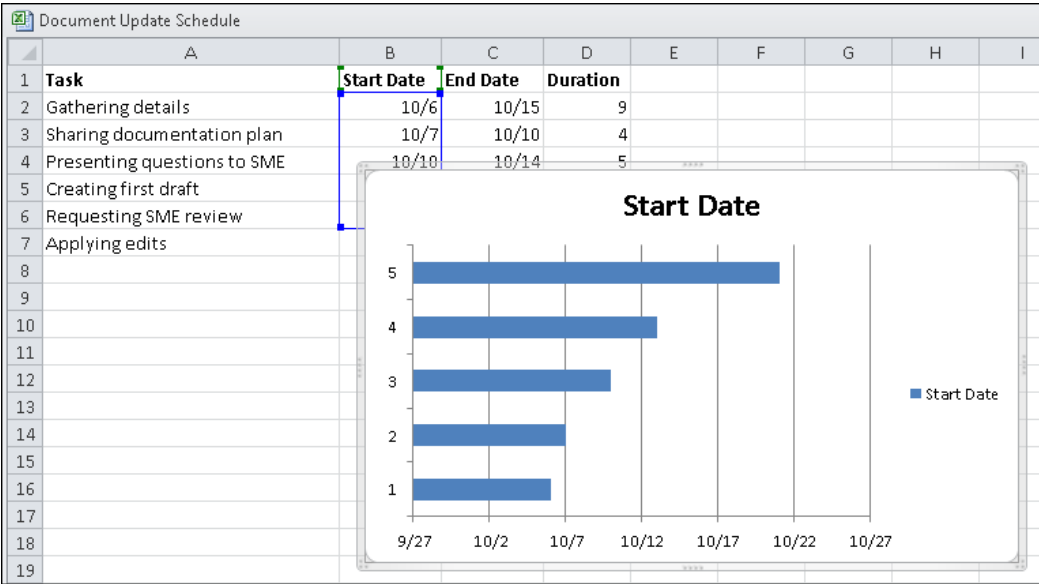 Document Update Schedule
A B C D E F G H I
1 Task Start Date End Date Duration
2 Gathering details 10/6 10/15 9
3 Sharing documentation plan 10/7 10/10 4
4 Presenting questions to SME 10/10 10/14 5
5 Creating first draft
6 Requesting SME review
7 Applying edits
8
9
10
11
12
13
14
15
16
17
18
19
Start Date
5
4
3
2
1
9/27 10/2 10/7 10/12 10/17 10/22 10/27
Start Date